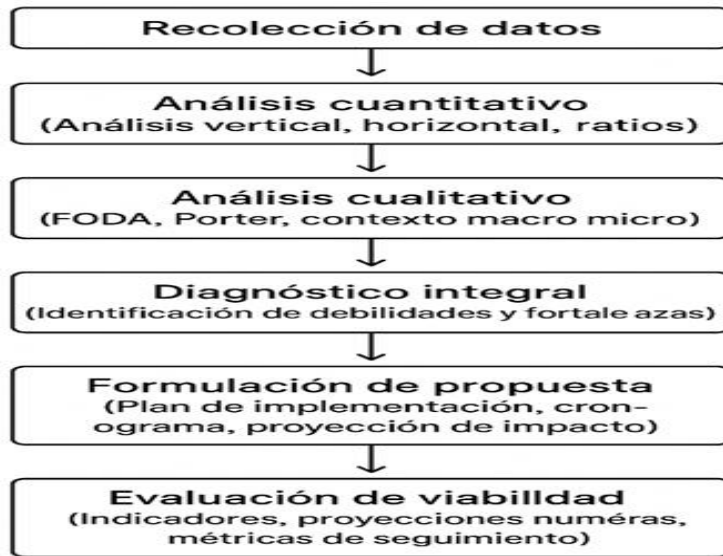 Recolección de datos
Análisis cuantitativo
(Análisis vertical, horizontal, ratios)
Análisis cualitativo
(FODA, Porter, contexto macro micro)
Diagnóstico integral
(Identificación de debilidades y fortale azas)
Formulación de propuesta
(Plan de implementación, cron-
ograma, proyección de impacto)
Evaluación de viabilldad
(Indicadores, proyecciones numéras,
métricas de seguimiento)